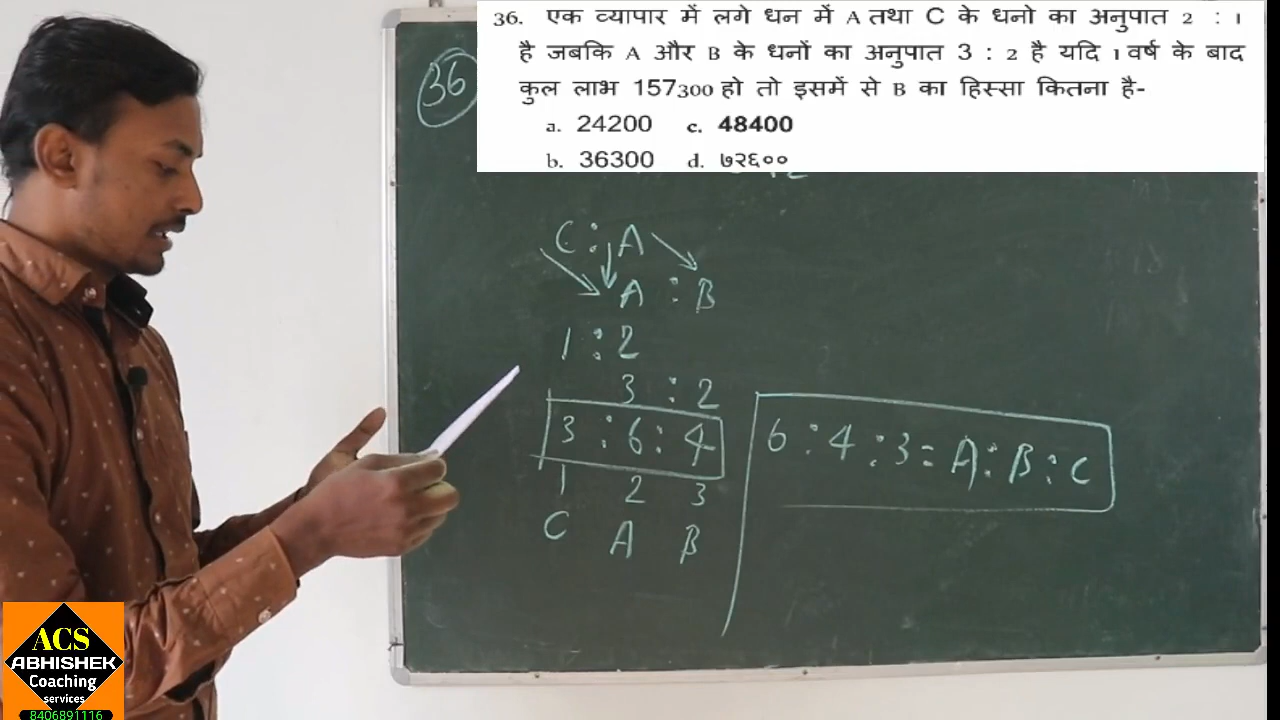 36. एक व्यापार में लगे धन में A तथा C के धनो का अनुपात 2 : 1
है जबकि A और B के धनों का अनुपात 3 : 2 है यदि 1 वर्ष के बाद
कुल लाभ 157300 हो तो इसमें से B का हिस्सा कितना है-
a. 24200 c. 48400
b. 36300 d. ७२६००
36
C : A
A : B
1 : 2
3 : 2
3 : 6 : 4
1 2 3
C A B
6 : 4 : 3 = A : B : C
ACS
ABHISHEK
Coaching
services
8406891116